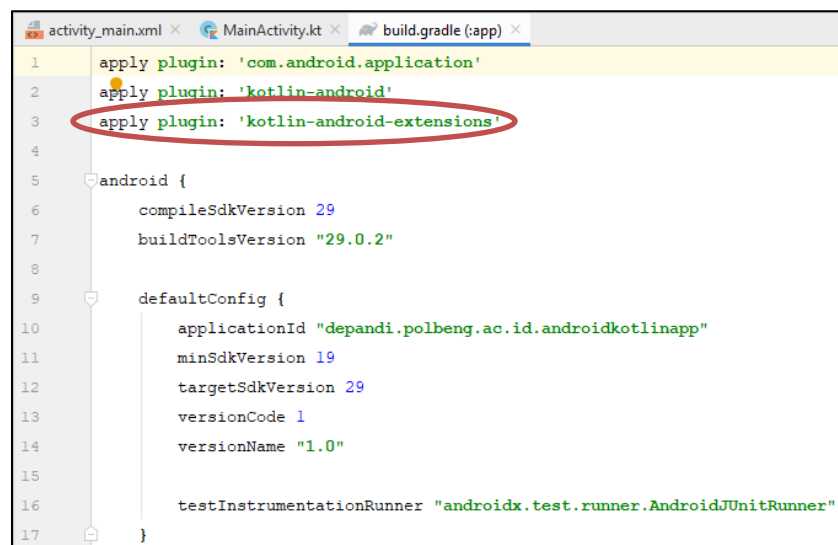 activity_main.xml × MainActivity.kt × build.gradle (:app) ×
1 apply plugin: 'com.android.application'
2 apply plugin: 'kotlin-android'
3 apply plugin: 'kotlin-android-extensions'
4
5 android {
6 compileSdkVersion 29
7 buildToolsVersion "29.0.2"
8
9 defaultConfig {
10 applicationId "depandi.polbeng.ac.id.androidkotlinapp"
11 minSdkVersion 19
12 targetSdkVersion 29
13 versionCode 1
14 versionName "1.0"
15
16 testInstrumentationRunner "androidx.test.runner.AndroidJUnitRunner"
17 }